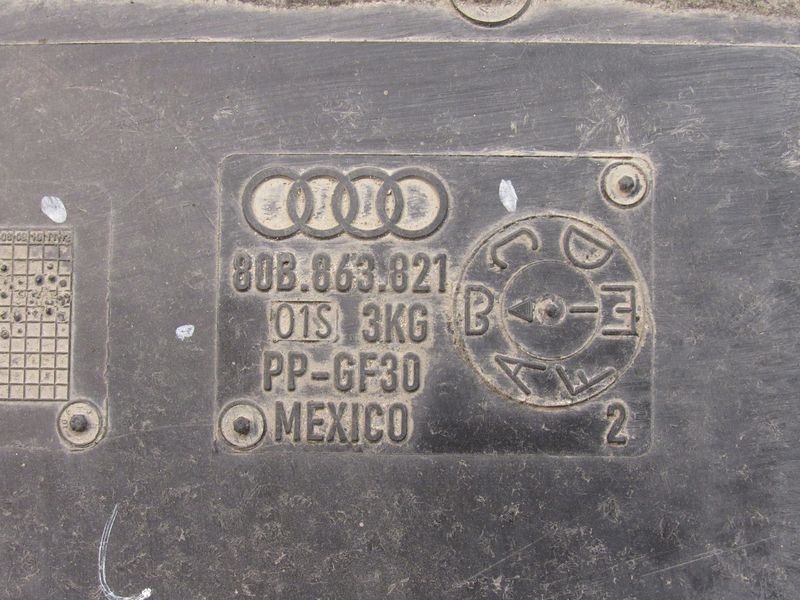 80B.863.821
01S 3KG
PP-GF30
MEXICO
2
C D
B E
A F